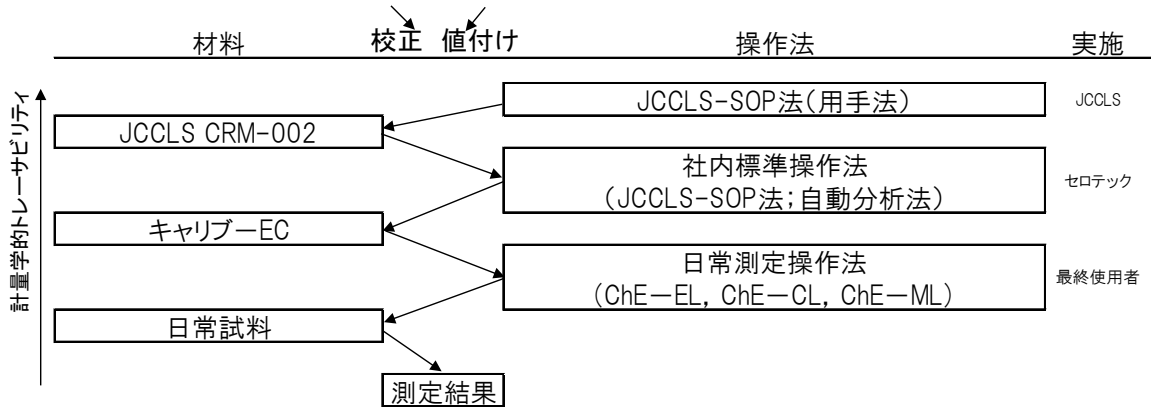 材料 校正 値付け 操作法 実施
計量学的トレーサビリティ
JCCLS-SOP法(用手法)
JCCLS
JCCLS CRM-002
社内標準操作法
(JCCLS-SOP法;自動分析法)
セロテック
キャリブーEC
日常測定操作法
(ChE-EL, ChE-CL, ChE-ML)
最終使用者
日常試料
測定結果